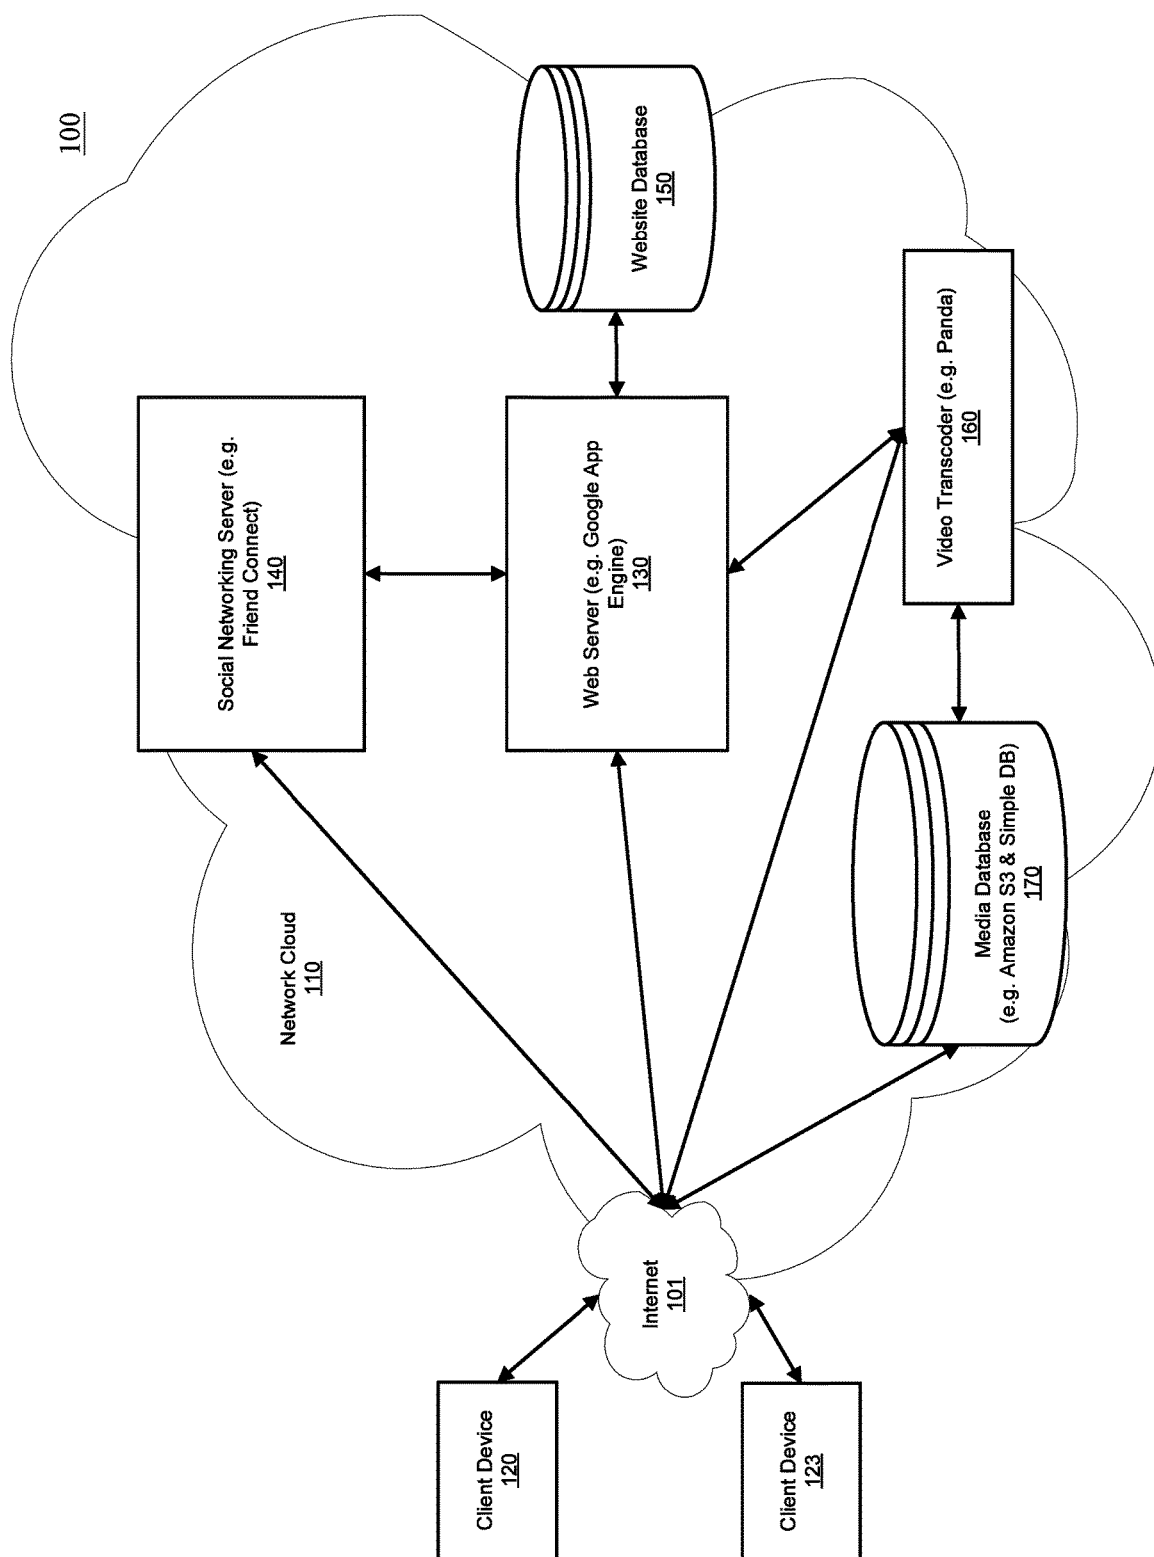 100
Social Networking Server (e.g.
Friend Connect)
140
Network Cloud
110
Web Server (e.g. Google App
Engine)
130
Website Database
150
Client Device
120
Internet
101
Client Device
123
Media Database
(e.g. Amazon S3 & Simple DB)
170
Video Transcoder (e.g. Panda)
160